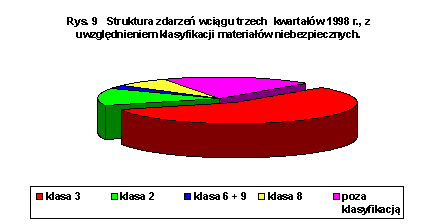 Rys. 9 Struktura zdarzeń wciągu trzech kwartałów 1998 r., z
uwzględnieniem klasyfikacji materiałów niebezpiecznych.
klasa 3
klasa 2
klasa 6 + 9
klasa 8
poza
klasyfikacją